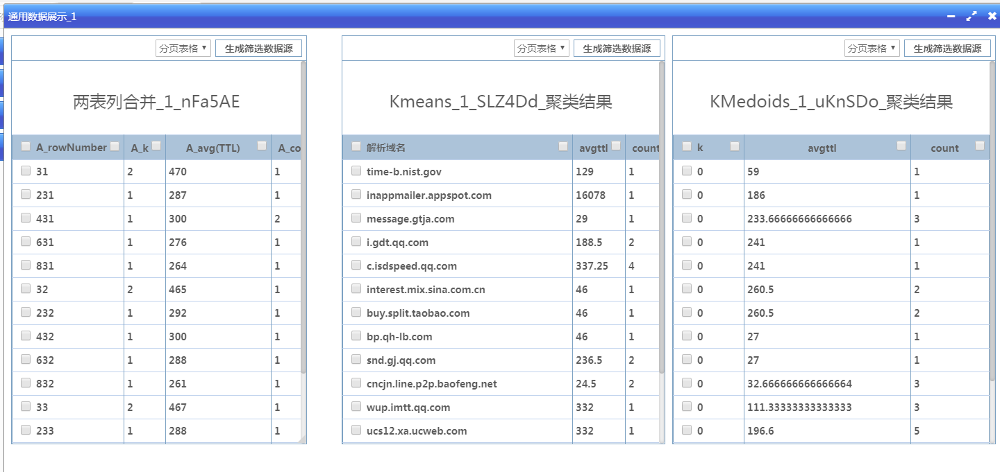 通用数据展示_1
分页表格 生成筛选数据源
两表列合并_1_nFa5AE
A_rowNumber A_k A_avg(TTL) A_co
31 2 470 1
231 1 287 1
431 1 300 2
631 1 276 1
831 1 264 1
32 2 465 1
232 1 292 1
432 1 300 1
632 1 288 1
832 1 261 1
33 2 467 1
233 1 288 1
分页表格 生成筛选数据源
Kmeans_1_SLZ4Dd_聚类结果
解析域名 avgttl count
time-b.nist.gov 129 1
inappmailer.appspot.com 16078 1
message.gtja.com 29 1
i.gdt.qq.com 188.5 2
c.isdspeed.qq.com 337.25 4
interest.mix.sina.com.cn 46 1
buy.split.taobao.com 46 1
bp.qh-lb.com 46 1
snd.gj.qq.com 236.5 2
cncjn.line.p2p.baofeng.net 24.5 2
wup.imtt.qq.com 332 1
ucs12.xa.ucweb.com 332 1
分页表格 生成筛选数据源
KMedoids_1_uKnSDo_聚类结果
k avgttl count
0 59 1
0 186 1
0 233.66666666666666 3
0 241 1
0 241 1
0 260.5 2
0 260.5 2
0 27 1
0 27 1
0 32.666666666666664 3
0 111.33333333333333 3
0 196.6 5